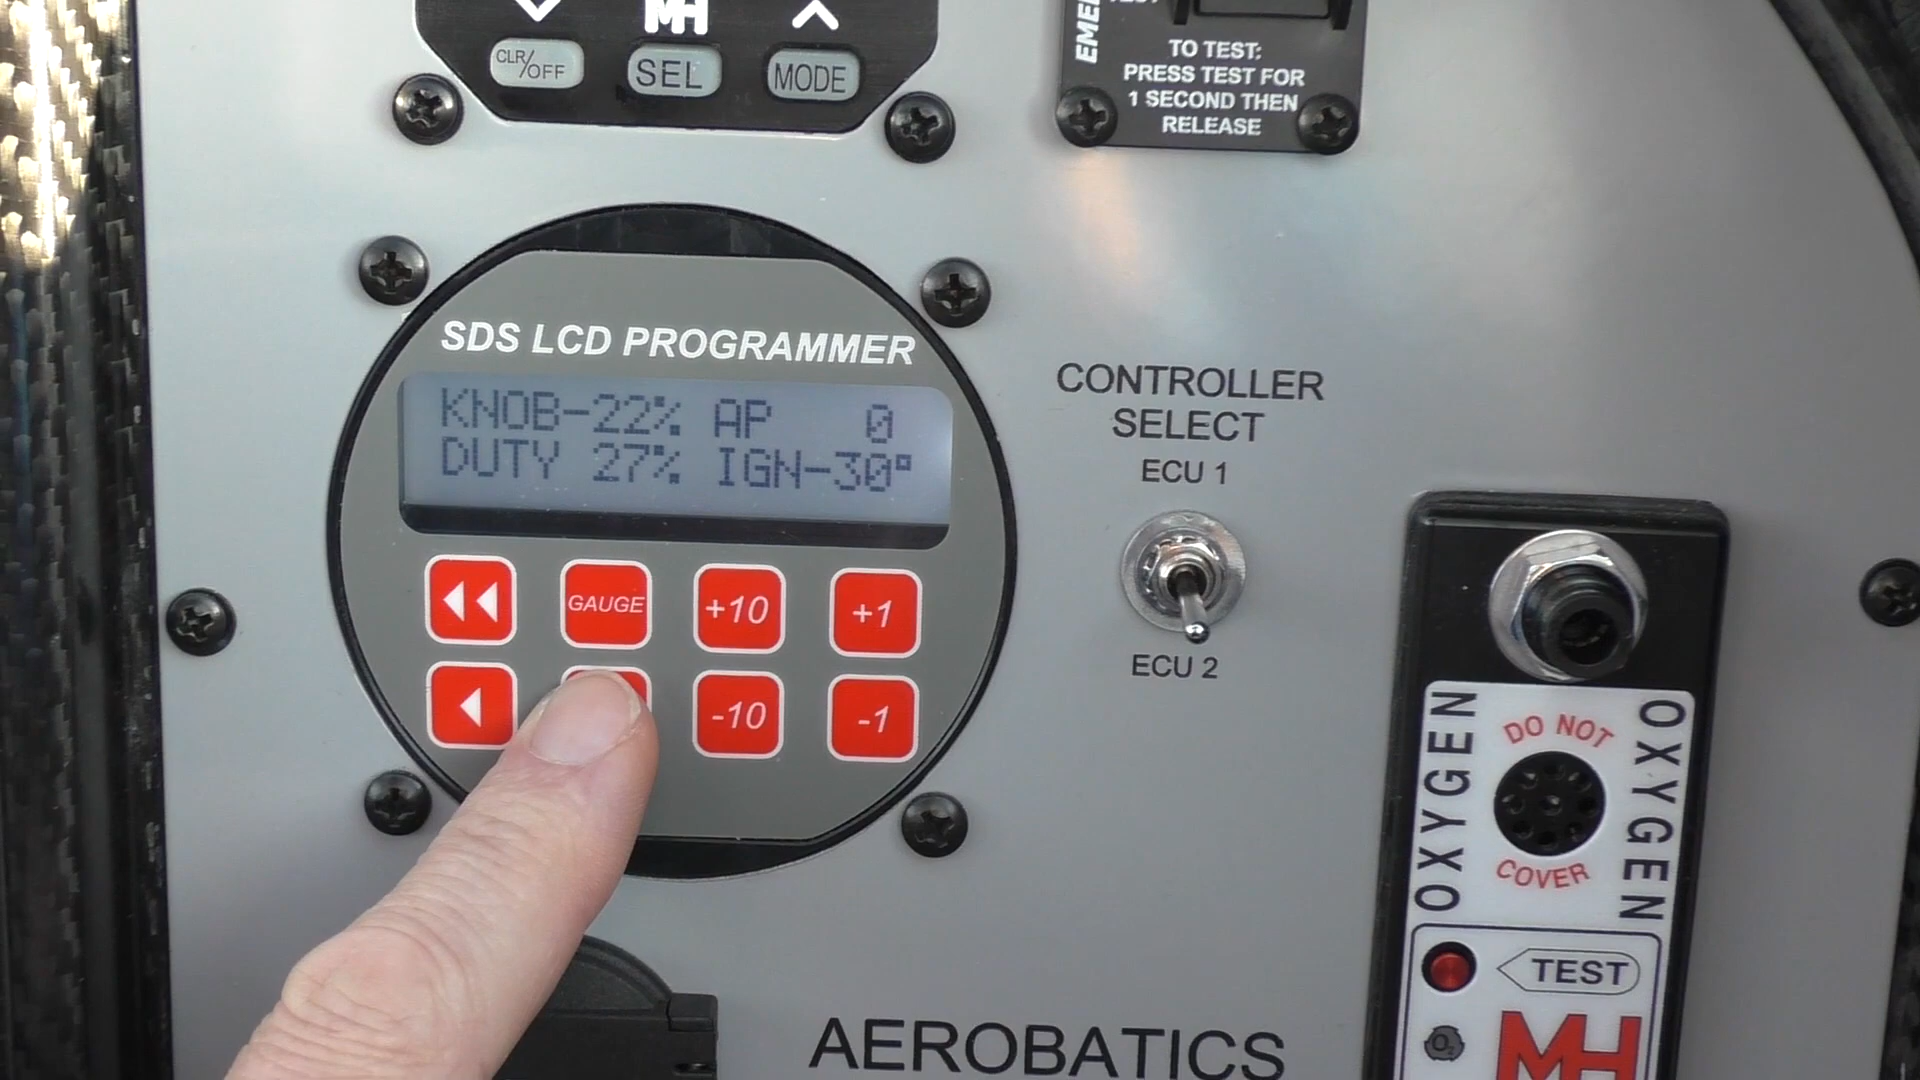 MH
CLR/OFF
SEL
MODE
TO TEST:
PRESS TEST FOR
1 SECOND THEN
RELEASE
SDS LCD PROGRAMMER
KNOB-22% AP 0
DUTY 27% IGN-30°
GAUGE
+10
+1
-10
-1
CONTROLLER
SELECT
ECU 1
ECU 2
OXYGEN
DO NOT
COVER
OXYGEN
TEST
O2
MH
AEROBATICS